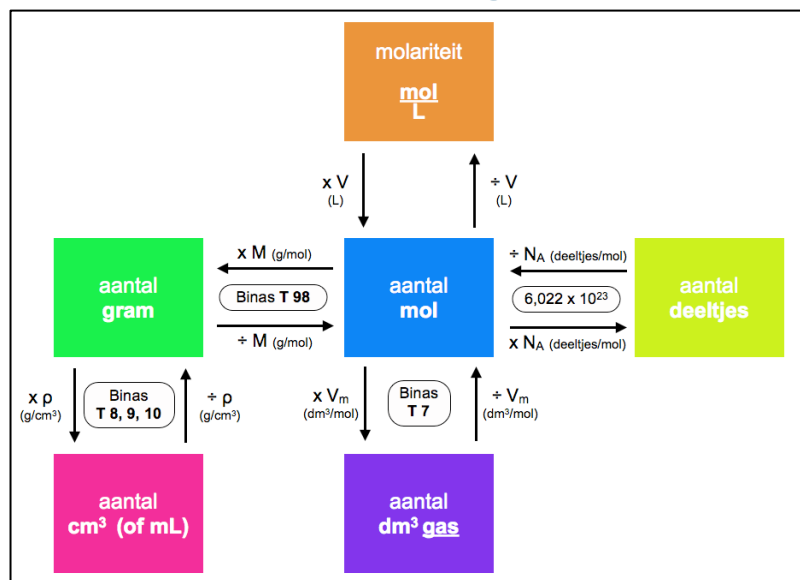 molariteit
mol
L
x V
(L)
÷ V
(L)
x M (g/mol)
÷ N_A (deeltjes/mol)
aantal
gram
Binas T 98
aantal
mol
6,022 x 10²³
aantal
deeltjes
÷ M (g/mol)
x N_A (deeltjes/mol)
x ρ
(g/cm³)
Binas
T 8, 9, 10
÷ ρ
(g/cm³)
x Vₘ
(dm³/mol)
Binas
T 7
÷ Vₘ
(dm³/mol)
aantal
cm³ (of mL)
aantal
dm³ gas